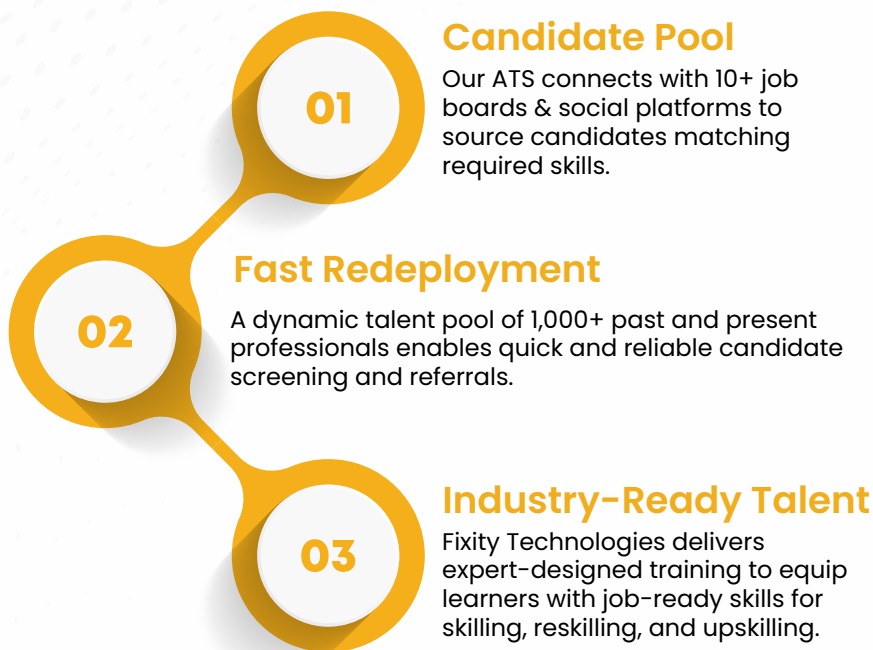 01
Candidate Pool
Our ATS connects with 10+ job
boards & social platforms to
source candidates matching
required skills.
02
Fast Redeployment
A dynamic talent pool of 1,000+ past and present
professionals enables quick and reliable candidate
screening and referrals.
03
Industry-Ready Talent
Fixity Technologies delivers
expert-designed training to equip
learners with job-ready skills for
skilling, reskilling, and upskilling.